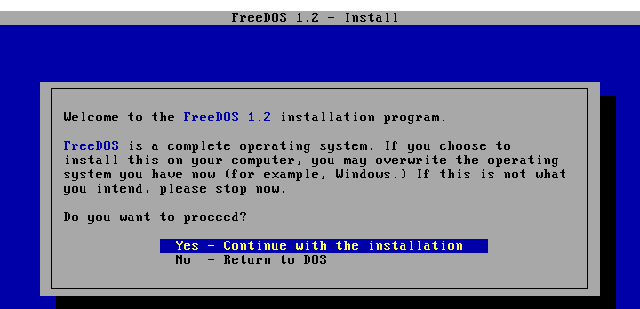 FreeDOS 1.2 - Install
Welcome to the FreeDOS 1.2 installation program.
FreeDOS is a complete operating system. If you choose to
install this on your computer, you may overwrite the operating
system you have now (for example, Windows.) If this is not what
you intend, please stop now.
Do you want to proceed?
Yes - Continue with the installation
No - Return to DOS